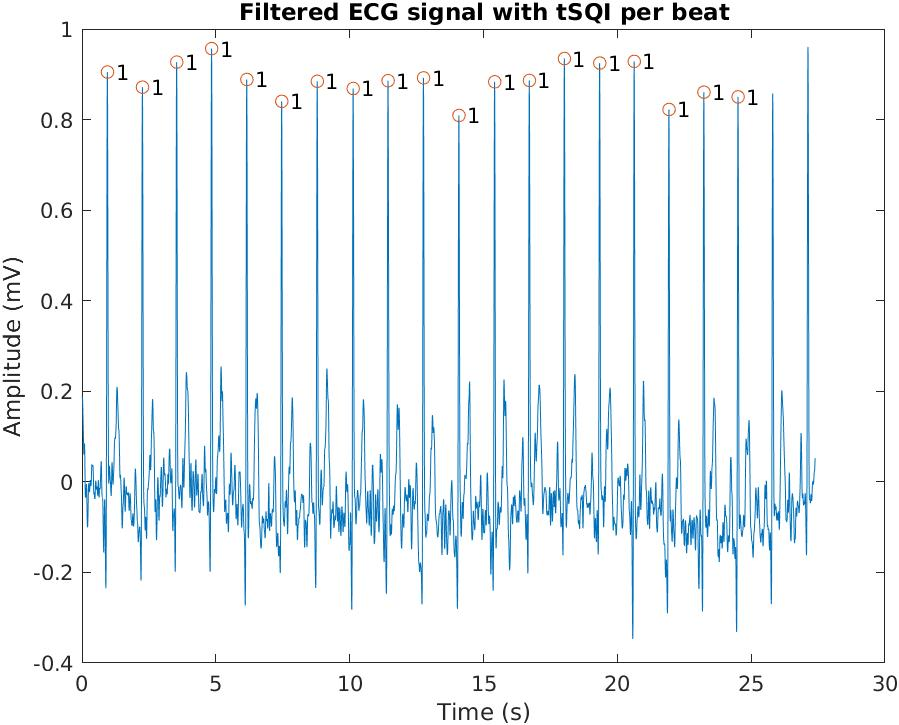 Filtered ECG signal with tSQI per beat
1
0.8
0.6
0.4
0.2
0
-0.2
-0.4
Amplitude (mV)
1 1 1 1 1 1 1 1 1 1 1 1 1 1 1 1 1 1 1
0 5 10 15 20 25 30
Time (s)